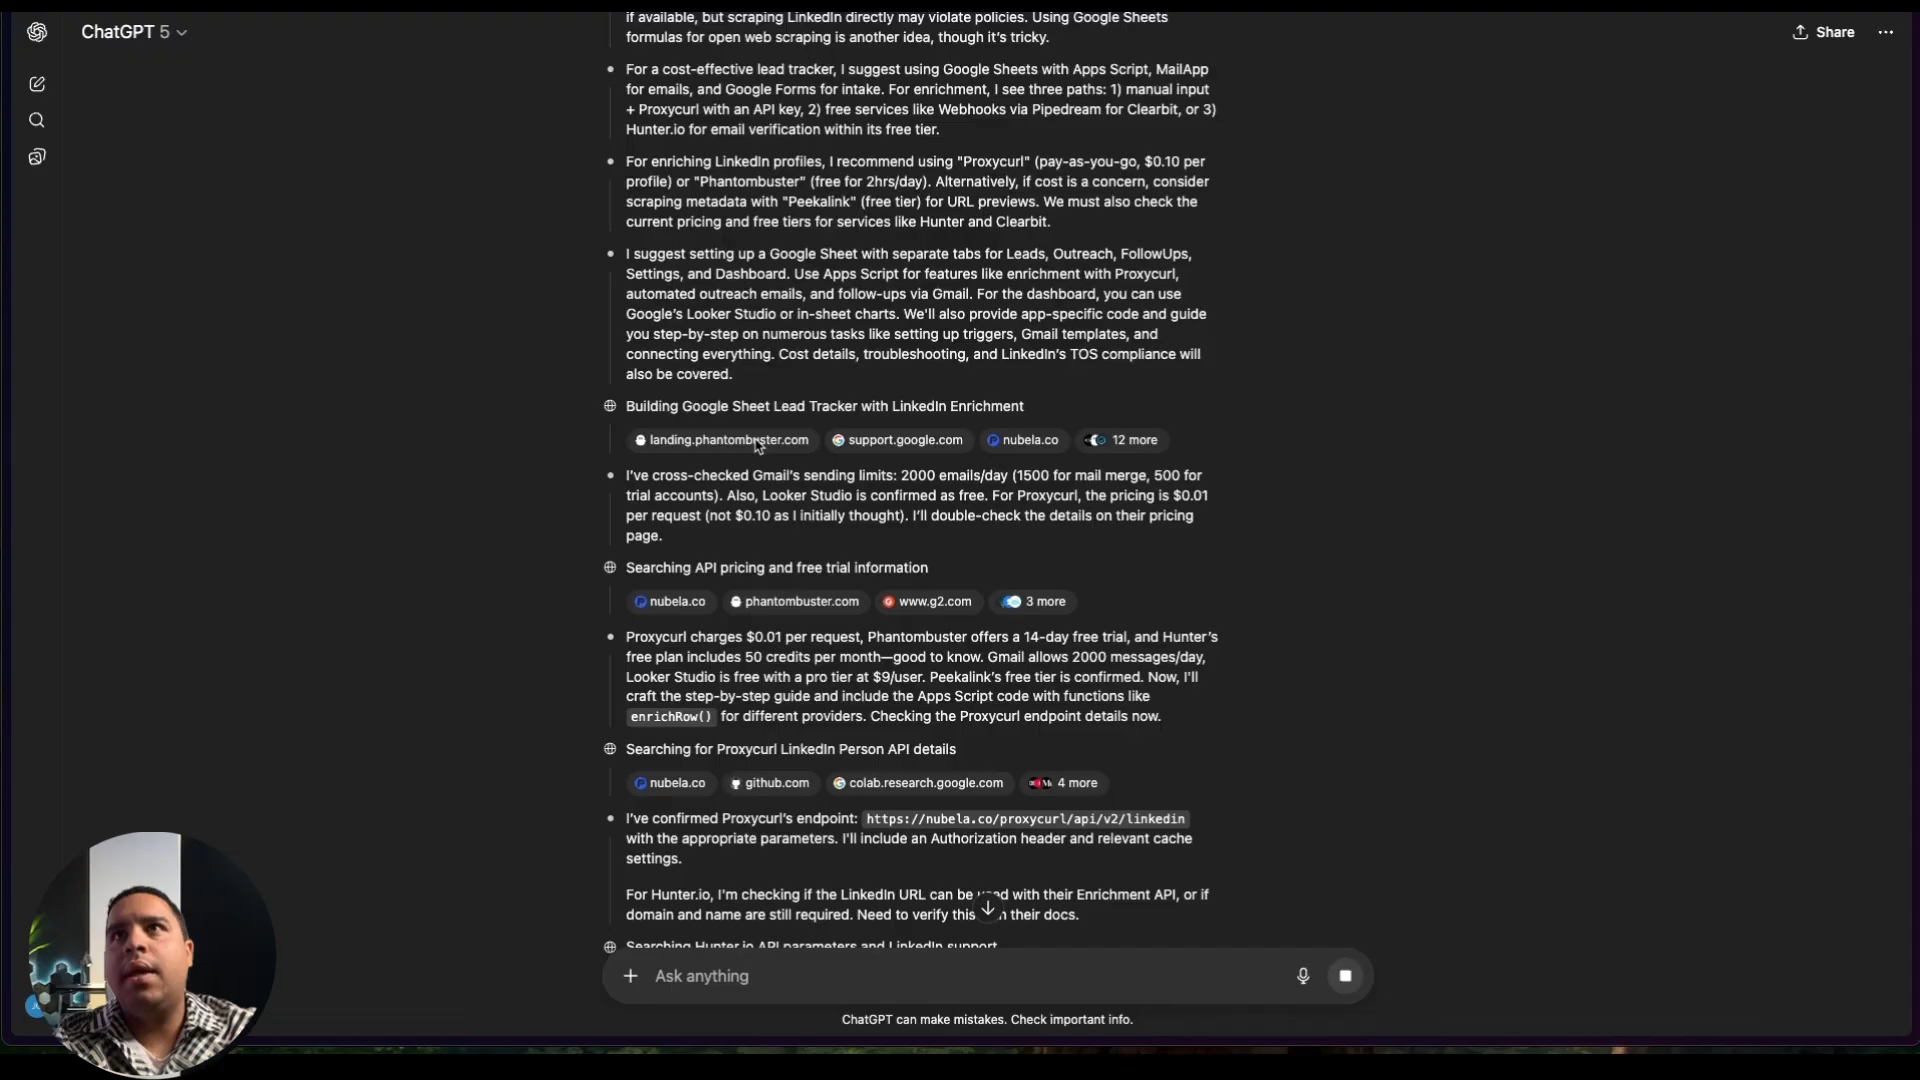 ChatGPT 5
Share
if available, but scraping LinkedIn directly may violate policies. Using Google Sheets
formulas for open web scraping is another idea, though it's tricky.
For a cost-effective lead tracker, I suggest using Google Sheets with Apps Script, MailApp
for emails, and Google Forms for intake. For enrichment, I see three paths: 1) manual input
+ Proxycurl with an API key, 2) free services like Webhooks via Pipedream for Clearbit, or 3)
Hunter.io for email verification within its free tier.
For enriching LinkedIn profiles, I recommend using "Proxycurl" (pay-as-you-go, $0.10 per
profile) or "Phantombuster" (free for 2hrs/day). Alternatively, if cost is a concern, consider
scraping metadata with "Peekalink" (free tier) for URL previews. We must also check the
current pricing and free tiers for services like Hunter and Clearbit.
I suggest setting up a Google Sheet with separate tabs for Leads, Outreach, FollowUps,
Settings, and Dashboard. Use Apps Script for features like enrichment with Proxycurl,
automated outreach emails, and follow-ups via Gmail. For the dashboard, you can use
Google's Looker Studio or in-sheet charts. We'll also provide app-specific code and guide
you step-by-step on numerous tasks like setting up triggers, Gmail templates, and
connecting everything. Cost details, troubleshooting, and LinkedIn's TOS compliance will
also be covered.
Building Google Sheet Lead Tracker with LinkedIn Enrichment
landing.phantombuster.com support.google.com nubela.co 12 more
I've cross-checked Gmail's sending limits: 2000 emails/day (1500 for mail merge, 500 for
trial accounts). Also, Looker Studio is confirmed as free. For Proxycurl, the pricing is $0.01
per request (not $0.10 as I initially thought). I'll double-check the details on their pricing
page.
Searching API pricing and free trial information
nubela.co phantombuster.com www.g2.com 3 more
Proxycurl charges $0.01 per request, Phantombuster offers a 14-day free trial, and Hunter's
free plan includes 50 credits per month—good to know. Gmail allows 2000 messages/day,
Looker Studio is free with a pro tier at $9/user. Peekalink's free tier is confirmed. Now, I'll
craft the step-by-step guide and include the Apps Script code with functions like
enrichRow() for different providers. Checking the Proxycurl endpoint details now.
Searching for Proxycurl LinkedIn Person API details
nubela.co github.com colab.research.google.com 4 more
I've confirmed Proxycurl's endpoint: https://nubela.co/proxycurl/api/v2/linkedin
with the appropriate parameters. I'll include an Authorization header and relevant cache
settings.
For Hunter.io, I'm checking if the LinkedIn URL can be used with their Enrichment API, or if
domain and name are still required. Need to verify this their docs.
Searching Hunter.io API parameters and LinkedIn support
Ask anything
ChatGPT can make mistakes. Check important info.